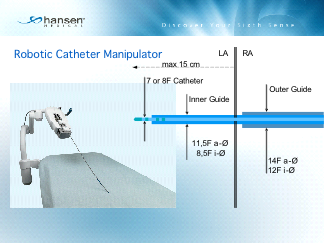 hansen
MEDICAL
Discover Your Sixth Sense
Robotic Catheter Manipulator
LA
RA
max 15 cm
7 or 8F Catheter
Inner Guide
Outer Guide
11,5F a-Ø
8,5F i-Ø
14F a-Ø
12F i-Ø